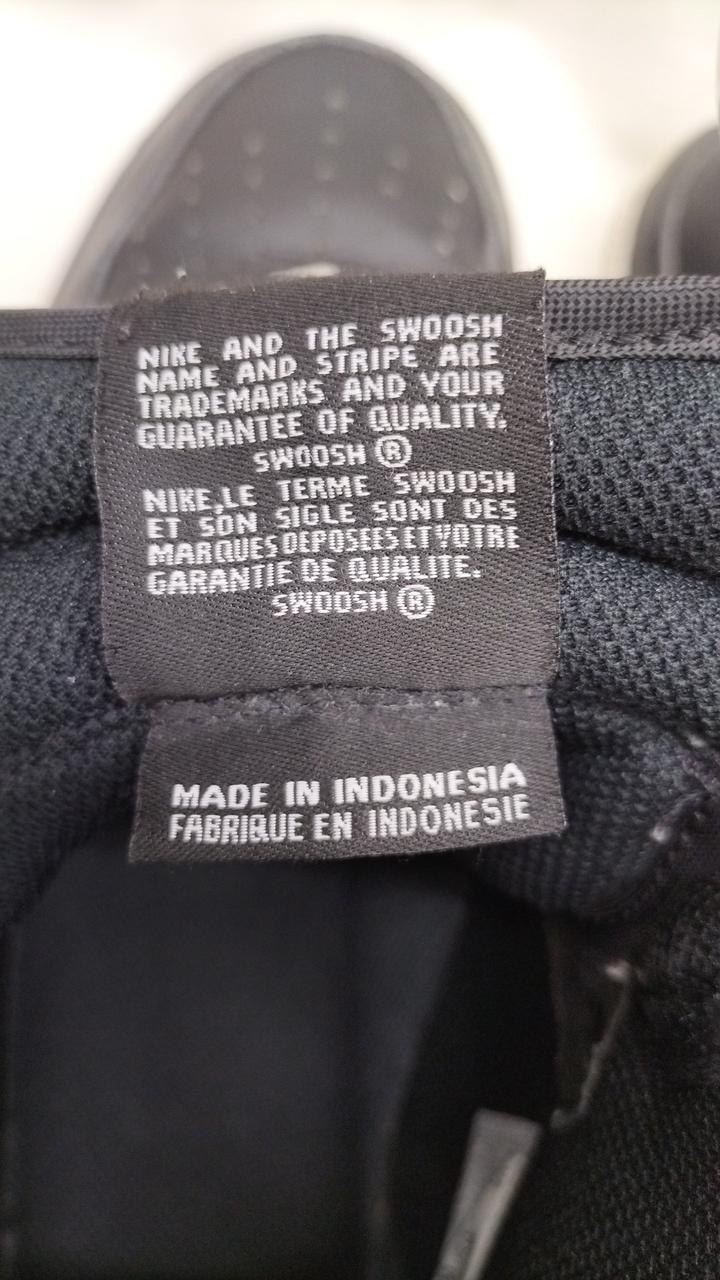 NIKE AND THE SWOOSH
NAME AND STRIPE ARE
TRADEMARKS AND YOUR
GUARANTEE OF QUALITY.
SWOOSH ®
NIKE,LE TERME SWOOSH
ET SON SIGLE SONT DES
MARQUES DEPOSEES ET VOTRE
GARANTIE DE QUALITE.
SWOOSH ®
MADE IN INDONESIA
FABRIQUE EN INDONESIE